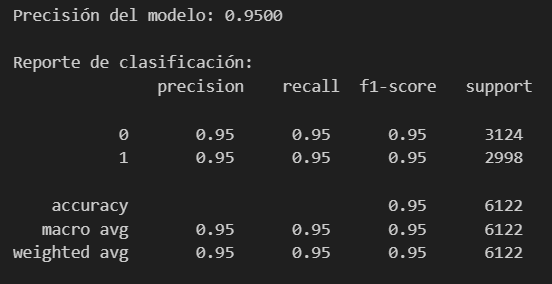 Precisión del modelo: 0.9500
Reporte de clasificación:
precision recall f1-score support
0 0.95 0.95 0.95 3124
1 0.95 0.95 0.95 2998
accuracy 0.95 6122
macro avg 0.95 0.95 0.95 6122
weighted avg 0.95 0.95 0.95 6122